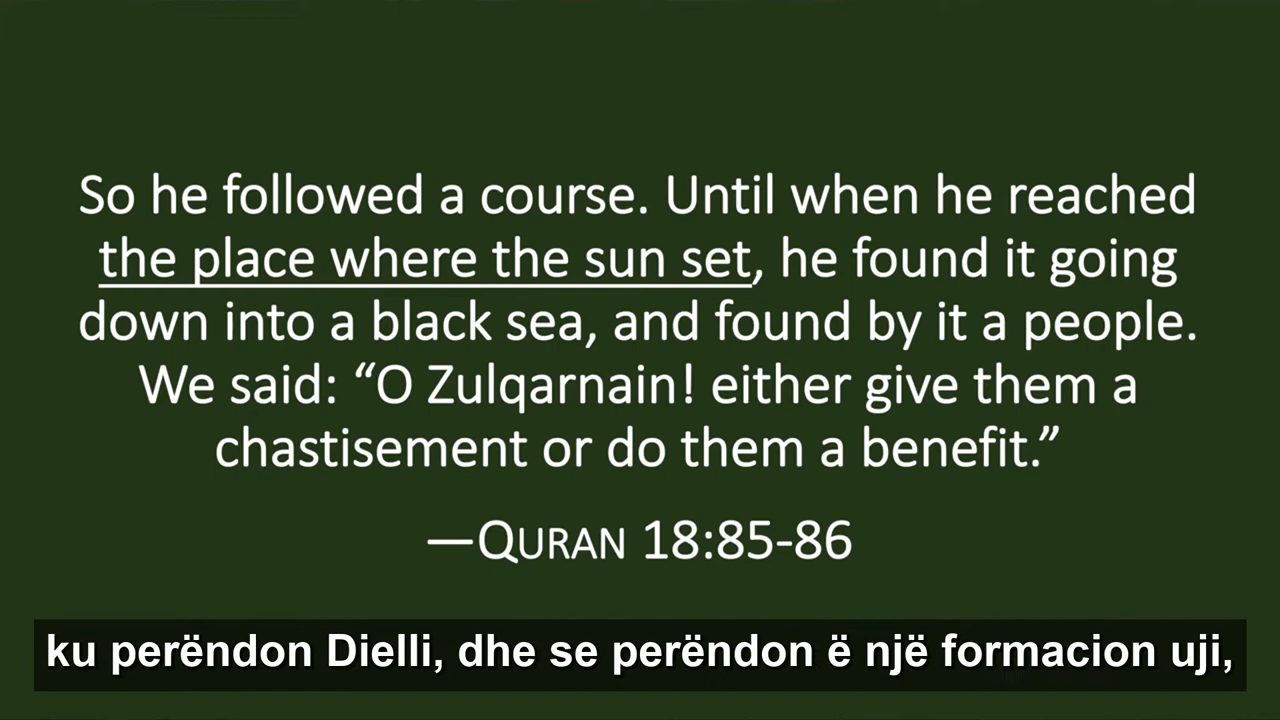 So he followed a course. Until when he reached
the place where the sun set, he found it going
down into a black sea, and found by it a people.
We said: “O Zulqarnain! either give them a
chastisement or do them a benefit.”
—QURAN 18:85-86
ku perëndon Dielli, dhe se perëndon ë një formacion uji,